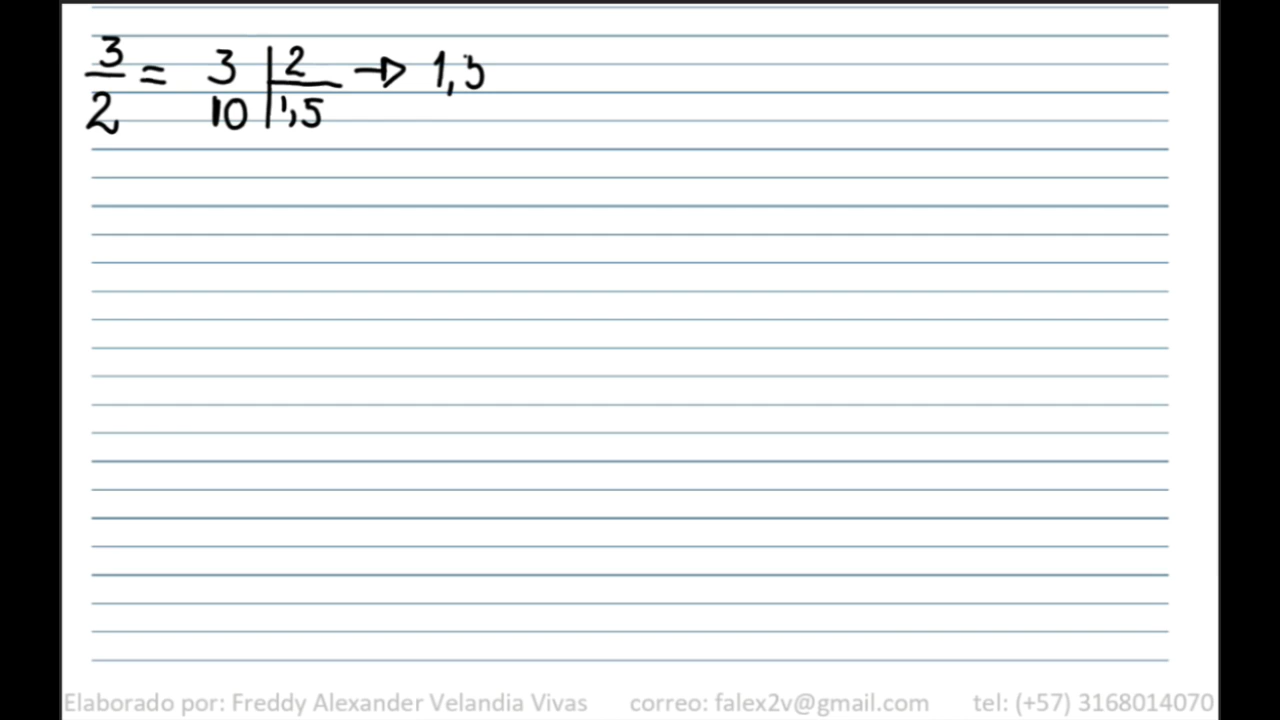 3/2 = 3 | 2 → 1,5
10 | 1,5
Elaborado por: Freddy Alexander Velandia Vivas correo: falex2v@gmail.com tel: (+57) 3168014070